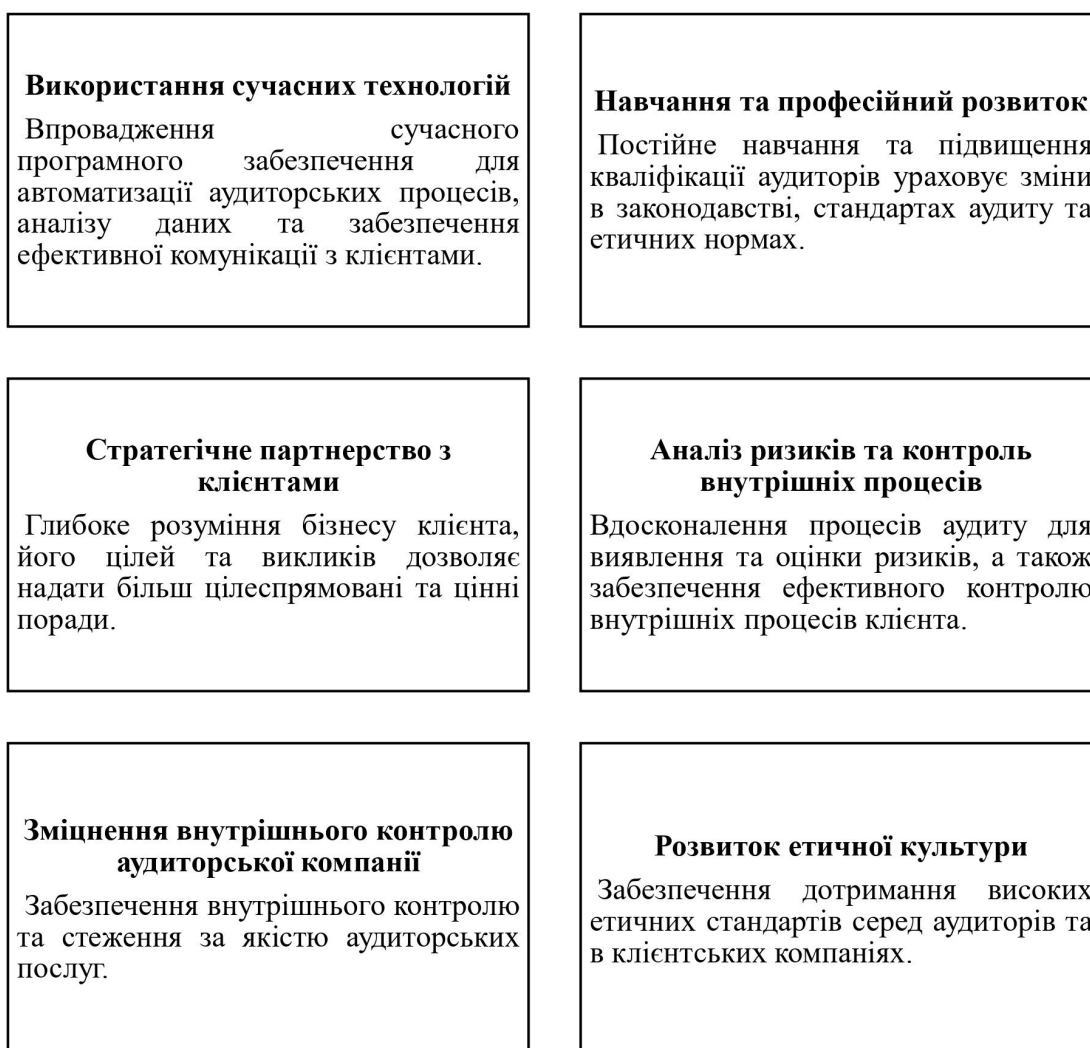 Використання сучасних технологій
Впровадження сучасного
програмного забезпечення для
автоматизації аудиторських процесів,
аналізу даних та забезпечення
ефективної комунікації з клієнтами.
Навчання та професійний розвиток
Постійне навчання та підвищення
кваліфікації аудиторів ураховує зміни
в законодавстві, стандартах аудиту та
етичних нормах.
Стратегічне партнерство з
клієнтами
Глибоке розуміння бізнесу клієнта,
його цілей та викликів дозволяє
надати більш цілеспрямовані та цінні
поради.
Аналіз ризиків та контроль
внутрішніх процесів
Вдосконалення процесів аудиту для
виявлення та оцінки ризиків, а також
забезпечення ефективного контролю
внутрішніх процесів клієнта.
Зміцнення внутрішнього контролю
аудиторської компанії
Забезпечення внутрішнього контролю
та стеження за якістю аудиторських
послуг.
Розвиток етичної культури
Забезпечення дотримання високих
етичних стандартів серед аудиторів та
в клієнтських компаніях.